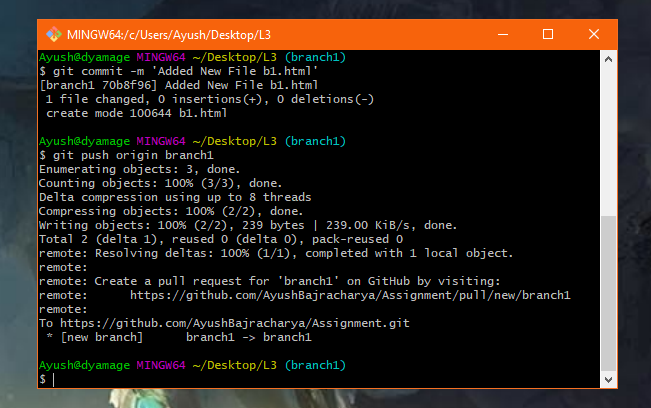 MINGW64:/c/Users/Ayush/Desktop/L3
Ayush@dyamage MINGW64 ~/Desktop/L3 (branch1)
$ git commit -m 'Added New File b1.html'
[branch1 70b8f96] Added New File b1.html
 1 file changed, 0 insertions(+), 0 deletions(-)
 create mode 100644 b1.html

Ayush@dyamage MINGW64 ~/Desktop/L3 (branch1)
$ git push origin branch1
Enumerating objects: 3, done.
Counting objects: 100% (3/3), done.
Delta compression using up to 8 threads
Compressing objects: 100% (2/2), done.
Writing objects: 100% (2/2), 239 bytes | 239.00 KiB/s, done.
Total 2 (delta 1), reused 0 (delta 0), pack-reused 0
remote: Resolving deltas: 100% (1/1), completed with 1 local object.
remote:
remote: Create a pull request for 'branch1' on GitHub by visiting:
remote:      https://github.com/AyushBajracharya/Assignment/pull/new/branch1
remote:
To https://github.com/AyushBajracharya/Assignment.git
 * [new branch]      branch1 -> branch1

Ayush@dyamage MINGW64 ~/Desktop/L3 (branch1)
$